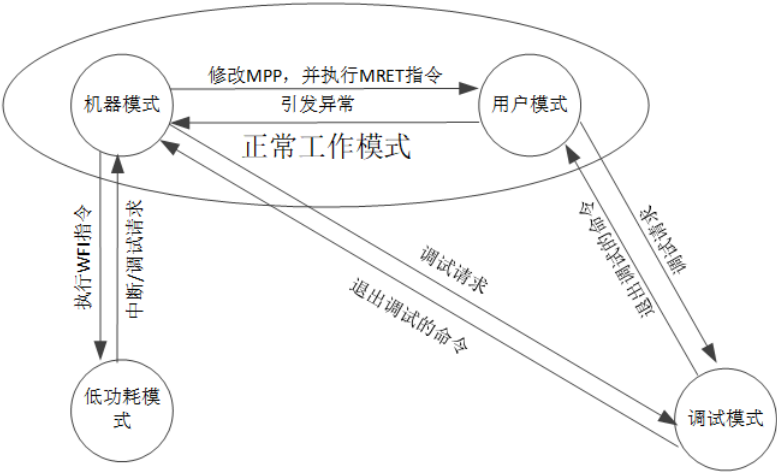 修改MPP，并执行MRET指令
机器模式
引发异常
用户模式
正常工作模式
执行WFI指令
中断/调试请求
调试请求
退出调试的命令
退出调试的命令
调试请求
低功耗模
式
调试模式